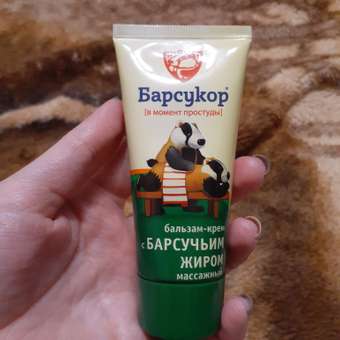 Барсукор®
[в момент простуды]
бальзам-крем
с БАРСУЧЬИМ
ЖИРОМ
массажный